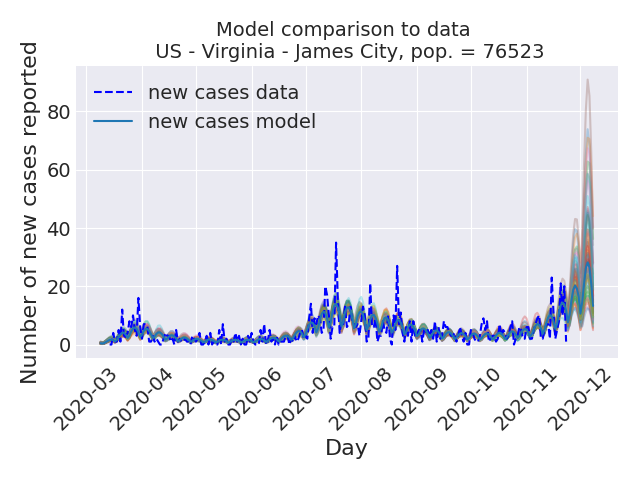 Model comparison to data
US - Virginia - James City, pop. = 76523
new cases data
new cases model
Number of new cases reported
80
60
40
20
0
2020-03
2020-04
2020-05
2020-06
2020-07
2020-08
2020-09
2020-10
2020-11
2020-12
Day